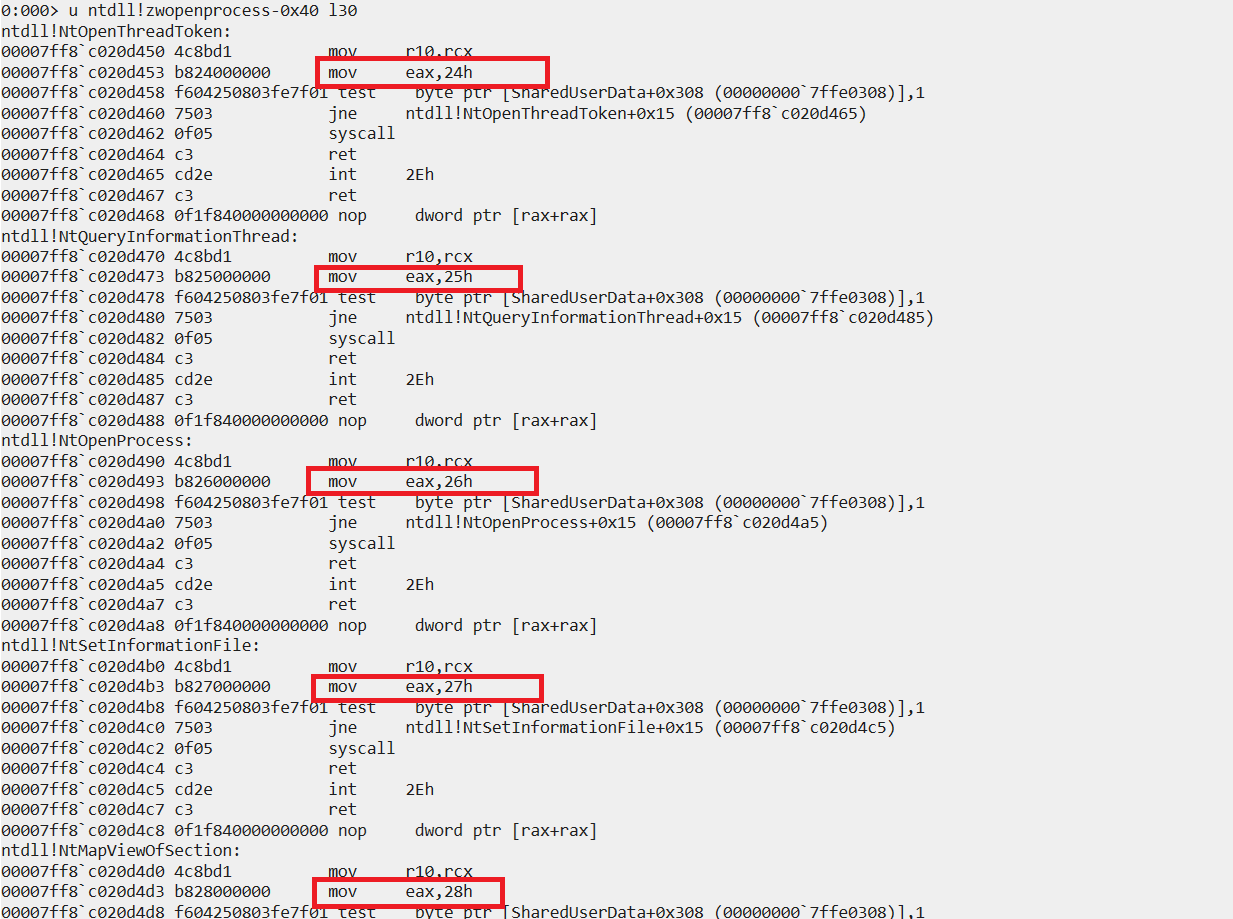 0:000> u ntdll!zwopenprocess-0x40 l30
ntdll!NtOpenThreadToken:
00007ff8`c020d450 4c8bd1          mov     r10,rcx
00007ff8`c020d453 b824000000      mov     eax,24h
00007ff8`c020d458 f604250803fe7f01 test    byte ptr [SharedUserData+0x308 (00000000`7ffe0308)],1
00007ff8`c020d460 7503            jne     ntdll!NtOpenThreadToken+0x15 (00007ff8`c020d465)
00007ff8`c020d462 0f05            syscall
00007ff8`c020d464 c3              ret
00007ff8`c020d465 cd2e            int     2Eh
00007ff8`c020d467 c3              ret
00007ff8`c020d468 0f1f840000000000 nop     dword ptr [rax+rax]
ntdll!NtQueryInformationThread:
00007ff8`c020d470 4c8bd1          mov     r10,rcx
00007ff8`c020d473 b825000000      mov     eax,25h
00007ff8`c020d478 f604250803fe7f01 test    byte ptr [SharedUserData+0x308 (00000000`7ffe0308)],1
00007ff8`c020d480 7503            jne     ntdll!NtQueryInformationThread+0x15 (00007ff8`c020d485)
00007ff8`c020d482 0f05            syscall
00007ff8`c020d484 c3              ret
00007ff8`c020d485 cd2e            int     2Eh
00007ff8`c020d487 c3              ret
00007ff8`c020d488 0f1f840000000000 nop     dword ptr [rax+rax]
ntdll!NtOpenProcess:
00007ff8`c020d490 4c8bd1          mov     r10,rcx
00007ff8`c020d493 b826000000      mov     eax,26h
00007ff8`c020d498 f604250803fe7f01 test    byte ptr [SharedUserData+0x308 (00000000`7ffe0308)],1
00007ff8`c020d4a0 7503            jne     ntdll!NtOpenProcess+0x15 (00007ff8`c020d4a5)
00007ff8`c020d4a2 0f05            syscall
00007ff8`c020d4a4 c3              ret
00007ff8`c020d4a5 cd2e            int     2Eh
00007ff8`c020d4a7 c3              ret
00007ff8`c020d4a8 0f1f840000000000 nop     dword ptr [rax+rax]
ntdll!NtSetInformationFile:
00007ff8`c020d4b0 4c8bd1          mov     r10,rcx
00007ff8`c020d4b3 b827000000      mov     eax,27h
00007ff8`c020d4b8 f604250803fe7f01 test    byte ptr [SharedUserData+0x308 (00000000`7ffe0308)],1
00007ff8`c020d4c0 7503            jne     ntdll!NtSetInformationFile+0x15 (00007ff8`c020d4c5)
00007ff8`c020d4c2 0f05            syscall
00007ff8`c020d4c4 c3              ret
00007ff8`c020d4c5 cd2e            int     2Eh
00007ff8`c020d4c7 c3              ret
00007ff8`c020d4c8 0f1f840000000000 nop     dword ptr [rax+rax]
ntdll!NtMapViewOfSection:
00007ff8`c020d4d0 4c8bd1          mov     r10,rcx
00007ff8`c020d4d3 b828000000      mov     eax,28h
00007ff8`c020d4d8 f604250803fe7f01 test    byte ptr [SharedUserData+0x308 (00000000`7ffe0308)],1